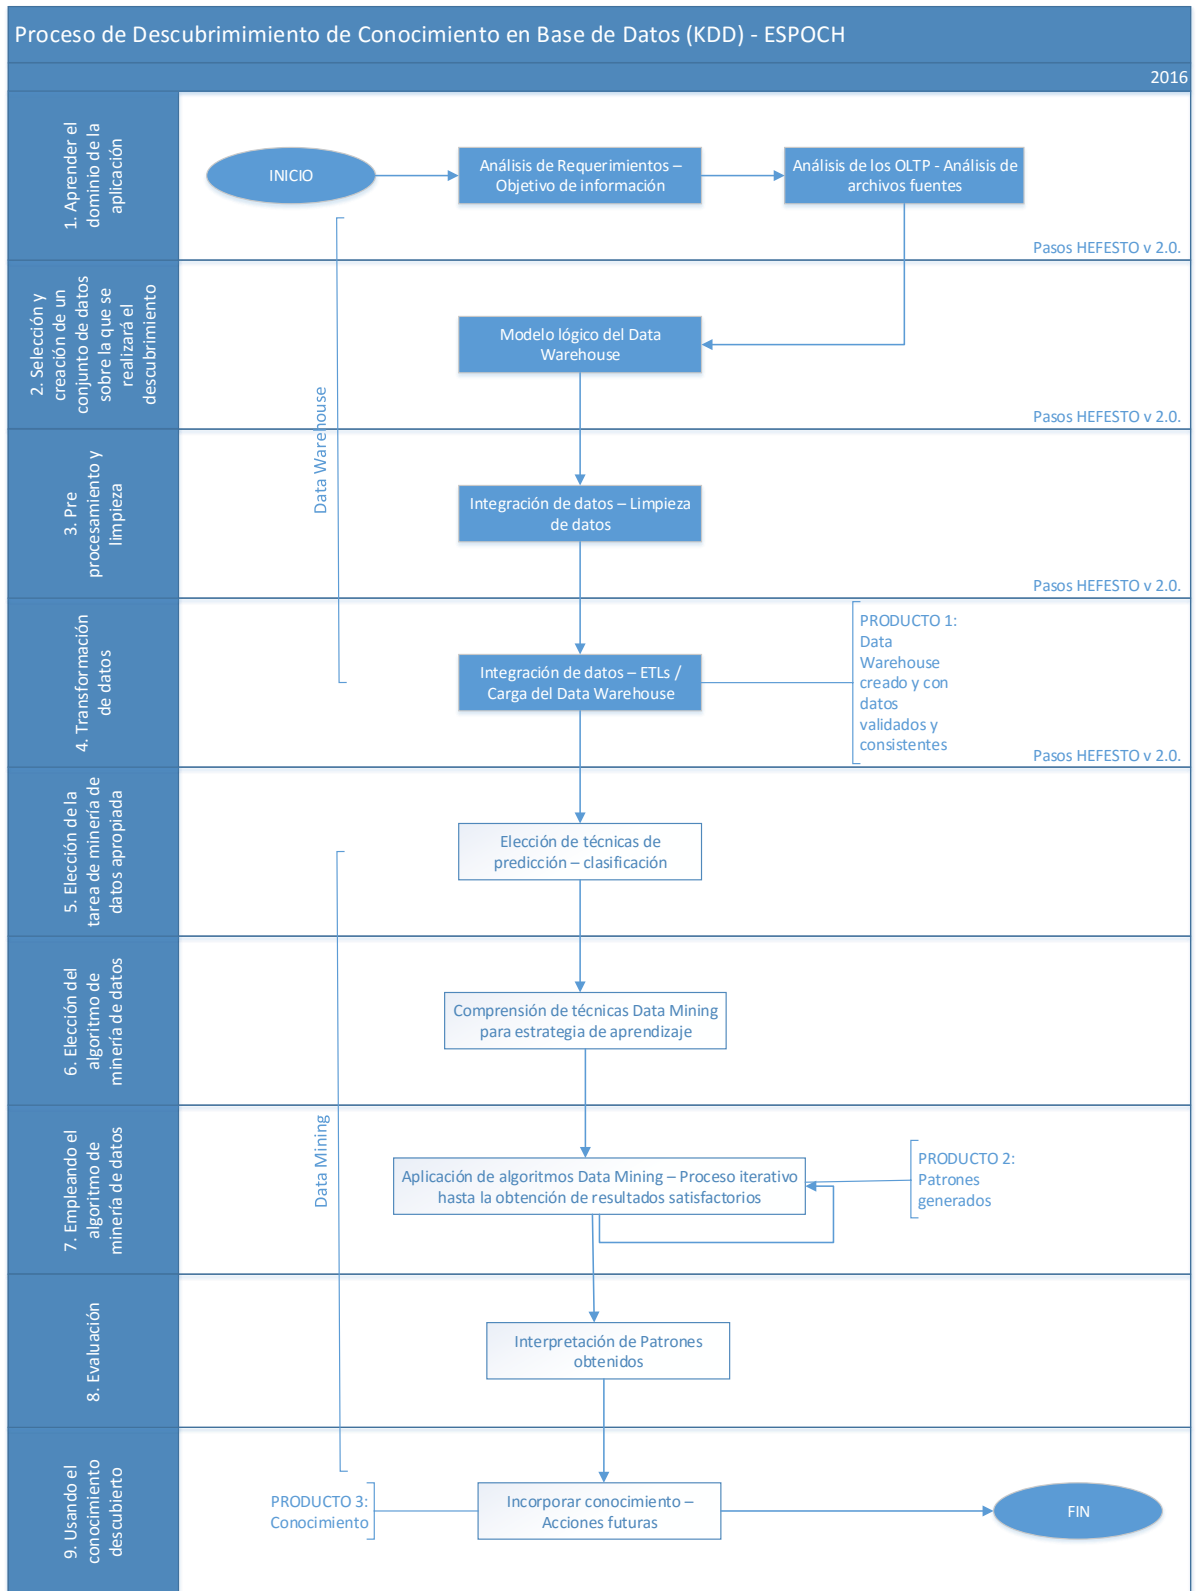 Proceso de Descubrimimiento de Conocimiento en Base de Datos (KDD) - ESPOCH
2016
1. Aprender el
dominio de la
aplicación
INICIO
Análisis de Requerimientos –
Objetivo de información
Análisis de los OLTP - Análisis de
archivos fuentes
Pasos HEFESTO v 2.0.
2. Selección y
creación de un
conjunto de datos
sobre la que se
realizará el
descubrimiento
Modelo lógico del Data
Warehouse
Pasos HEFESTO v 2.0.
Data Warehouse
3. Pre
procesamiento y
limpieza
Integración de datos – Limpieza
de datos
Pasos HEFESTO v 2.0.
4. Transformación
de datos
Integración de datos – ETLs /
Carga del Data Warehouse
PRODUCTO 1:
Data
Warehouse
creado y con
datos
validados y
consistentes
Pasos HEFESTO v 2.0.
5. Elección de la
tarea de minería de
datos apropiada
Elección de técnicas de
predicción – clasificación
6. Elección del
algoritmo de
minería de datos
Comprensión de técnicas Data Mining
para estrategia de aprendizaje
Data Mining
7. Empleando el
algoritmo de
minería de datos
Aplicación de algoritmos Data Mining – Proceso iterativo
hasta la obtención de resultados satisfactorios
PRODUCTO 2:
Patrones
generados
8. Evaluación
Interpretación de Patrones
obtenidos
9. Usando el
conocimiento
descubierto
PRODUCTO 3:
Conocimiento
Incorporar conocimiento –
Acciones futuras
FIN